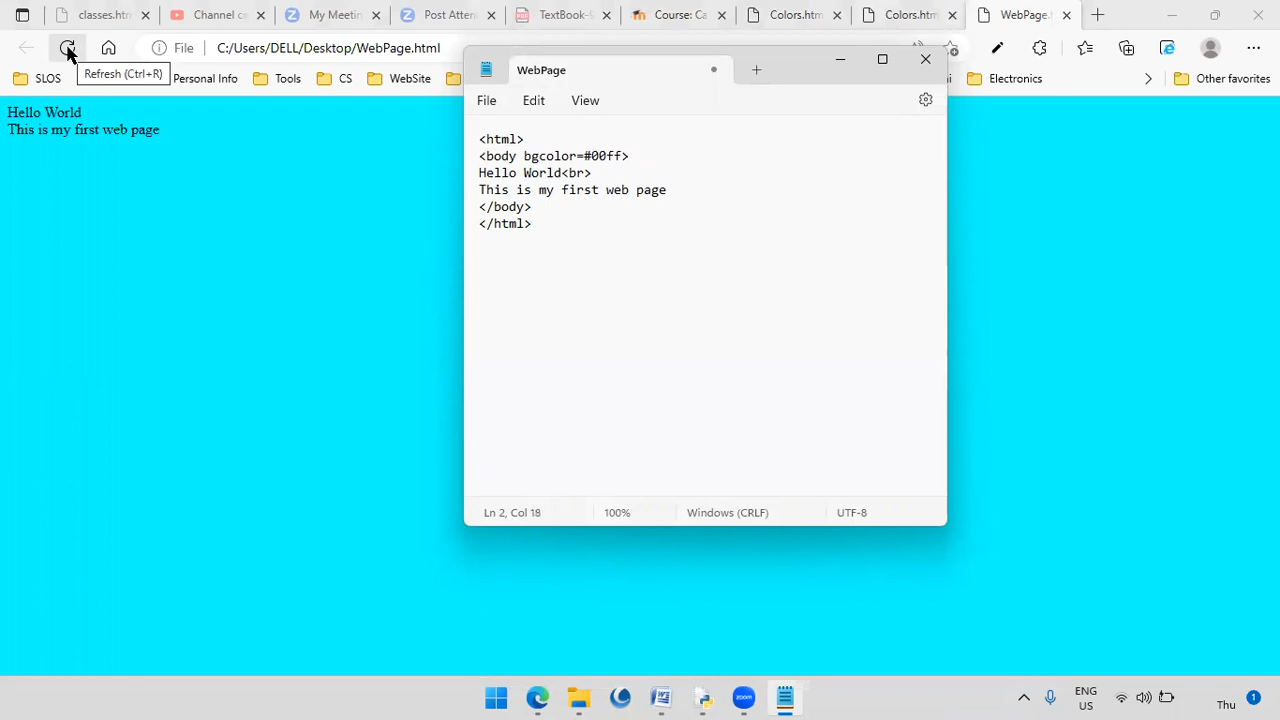 classes.htm
Channel cs
My Meetin
Post Atten
TextBook-S
Course: Ca
Colors.htm
Colors.htm
WebPage.
File
C:/Users/DELL/Desktop/WebPage.html
Refresh (Ctrl+R)
SLOS
Personal Info
Tools
CS
WebSite
Electronics
Other favorites
Hello World
This is my first web page
WebPage
File
Edit
View
<html>
<body bgcolor=#00ff>
Hello World<br>
This is my first web page
</body>
</html>
Ln 2, Col 18
100%
Windows (CRLF)
UTF-8
zoom
ENG
US
Thu
1